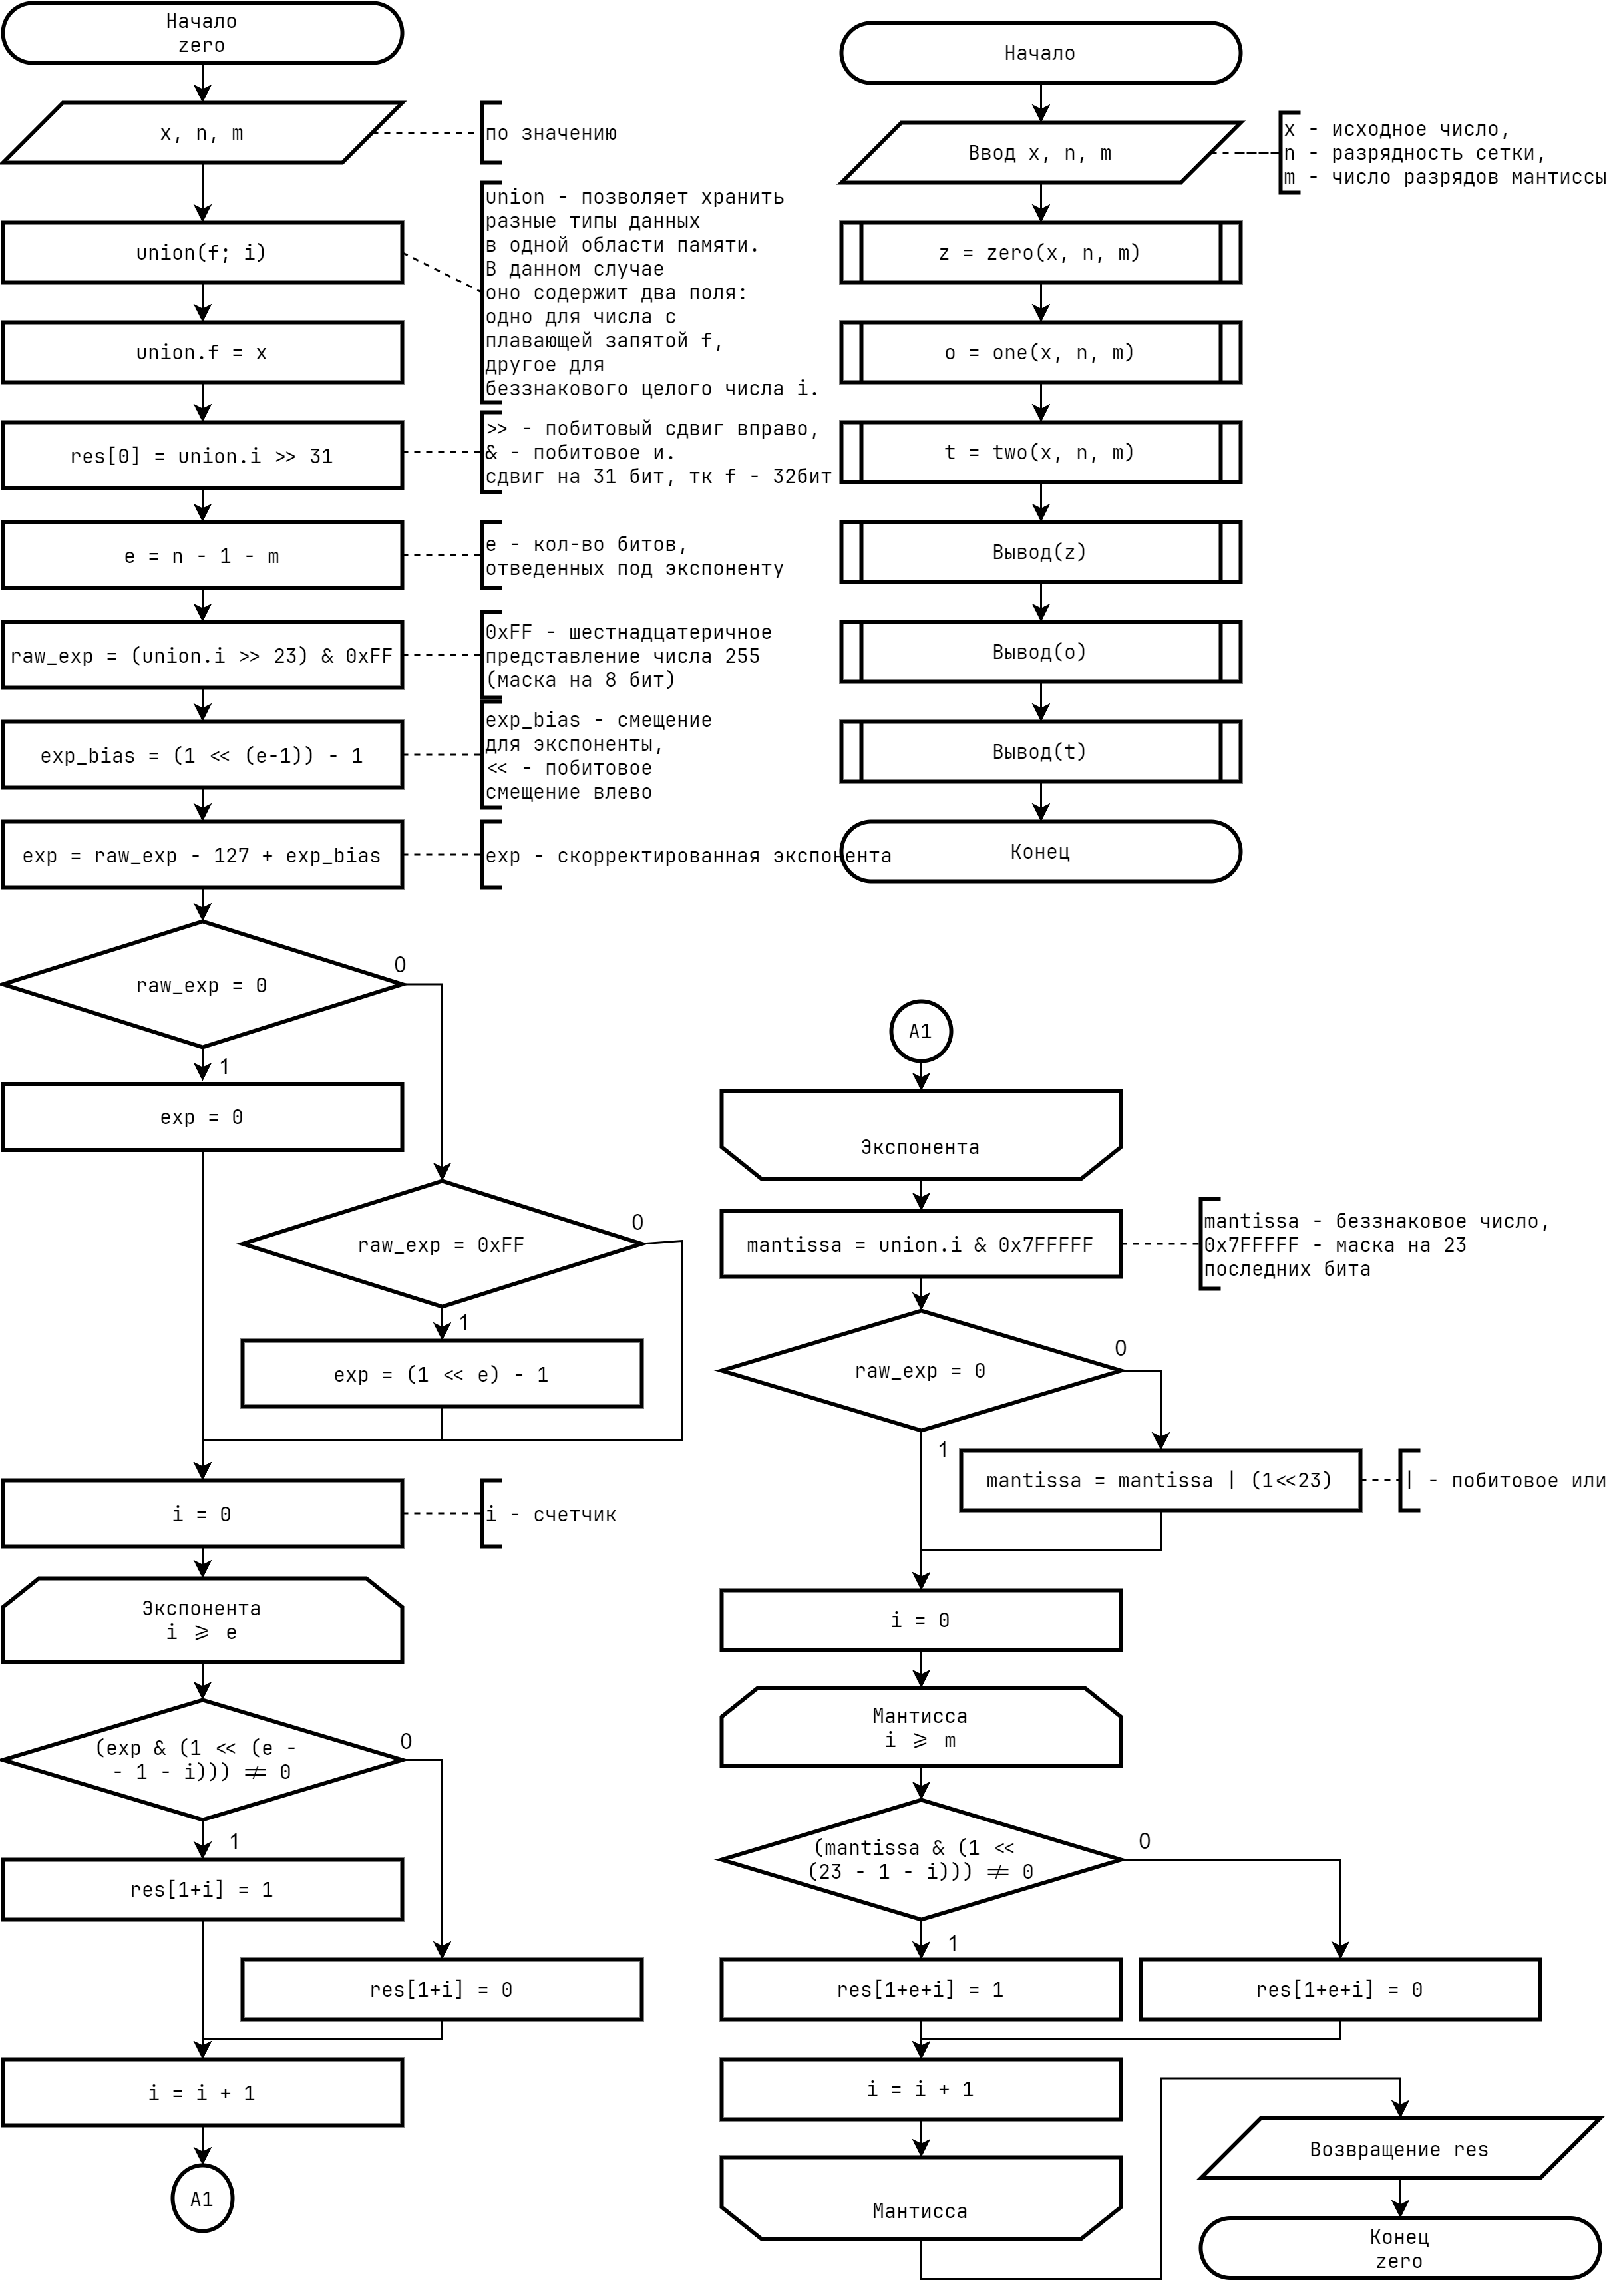 Начало
zero
x, n, m
по значению
union(f; i)
union - позволяет хранить
разные типы данных
в одной области памяти.
В данном случае
оно содержит два поля:
одно для числа с
плавающей запятой f,
другое для
беззнакового целого числа i.
union.f = x
res[0] = union.i >> 31
>> - побитовый сдвиг вправо,
& - побитовое и.
сдвиг на 31 бит, тк f - 32бит
e = n - 1 - m
e - кол-во битов,
отведенных под экспоненту
raw_exp = (union.i >> 23) & 0xFF
0xFF - шестнадцатеричное
представление числа 255
(маска на 8 бит)
exp_bias = (1 << (e-1)) - 1
exp_bias - смещение
для экспоненты,
<< - побитовое
смещение влево
exp = raw_exp - 127 + exp_bias
exp - скорректированная экспонента
raw_exp = 0
0
1
exp = 0
raw_exp = 0xFF
0
1
exp = (1 << e) - 1
i = 0
i - счетчик
Экспонента
i >= e
(exp & (1 << (e -
- 1 - i))) != 0
0
1
res[1+i] = 1
res[1+i] = 0
i = i + 1
A1
Начало
Ввод x, n, m
x - исходное число,
n - разрядность сетки,
m - число разрядов мантиссы
z = zero(x, n, m)
o = one(x, n, m)
t = two(x, n, m)
Вывод(z)
Вывод(o)
Вывод(t)
Конец
A1
Экспонента
mantissa = union.i & 0x7FFFFF
mantissa - беззнаковое число,
0x7FFFFF - маска на 23
последних бита
raw_exp = 0
0
1
mantissa = mantissa | (1<<23)
| - побитовое или
i = 0
Мантисса
i >= m
(mantissa & (1 <<
(23 - 1 - i))) != 0
0
1
res[1+e+i] = 1
res[1+e+i] = 0
i = i + 1
Мантисса
Возвращение res
Конец
zero